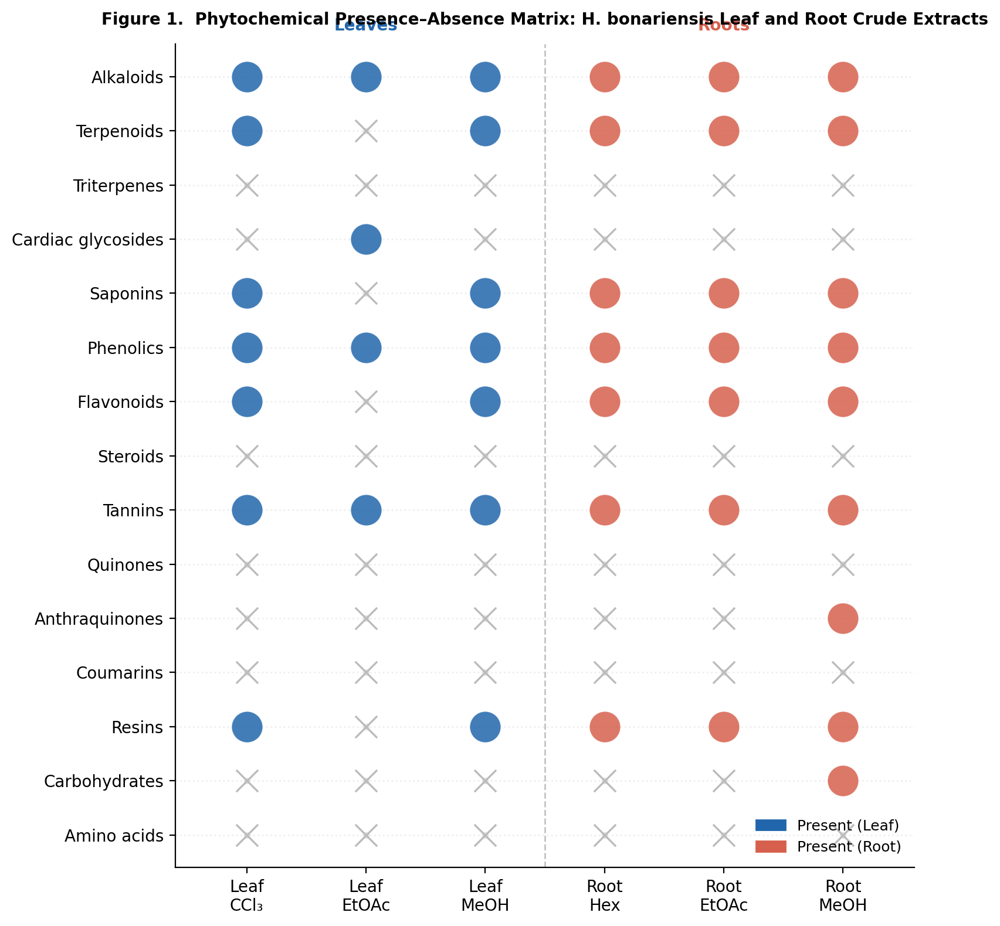 Figure 1.  Phytochemical Presence–Absence Matrix: H. bonariensis Leaf and Root Crude Extracts
Leaves
Roots
Alkaloids
Terpenoids
Triterpenes
Cardiac glycosides
Saponins
Phenolics
Flavonoids
Steroids
Tannins
Quinones
Anthraquinones
Coumarins
Resins
Carbohydrates
Amino acids
Present (Leaf)
Present (Root)
Leaf
CCl₃
Leaf
EtOAc
Leaf
MeOH
Root
Hex
Root
EtOAc
Root
MeOH